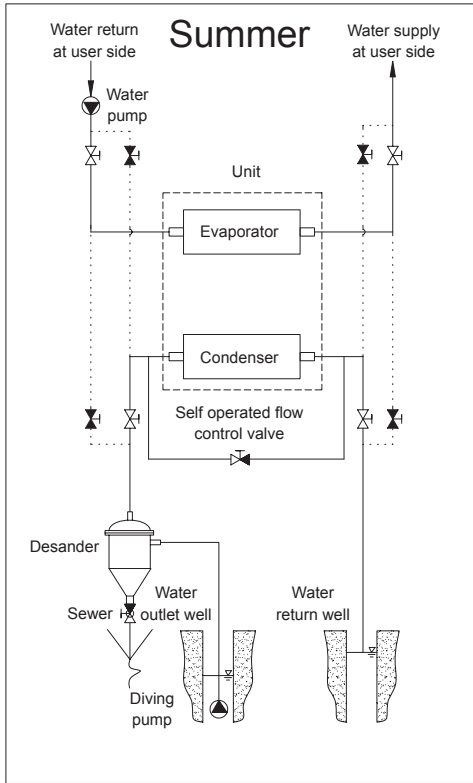 Summer
Water return
at user side
Water supply
at user side
Water
pump
Unit
Evaporator
Condenser
Self operated flow
control valve
Desander
Sewer
Water
outlet well
Water
return well
Diving
pump